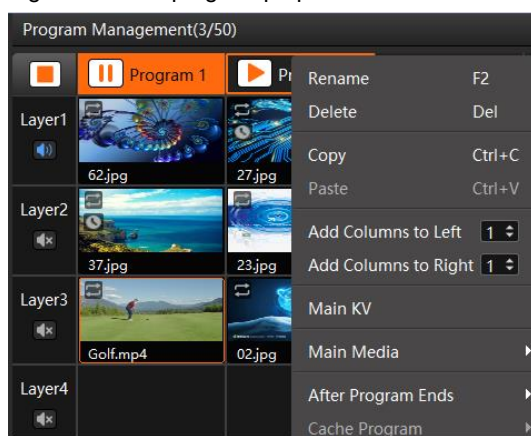 Program Management(3/50)
Program 1
Rename F2
Delete Del
Layer1
Copy Ctrl+C
62.jpg
27.jpg
Paste Ctrl+V
Layer2
Add Columns to Left 1
37.jpg
23.jpg
Add Columns to Right 1
Layer3
Main KV
Golf.mp4
02.jpg
Main Media
Layer4
After Program Ends
Cache Program